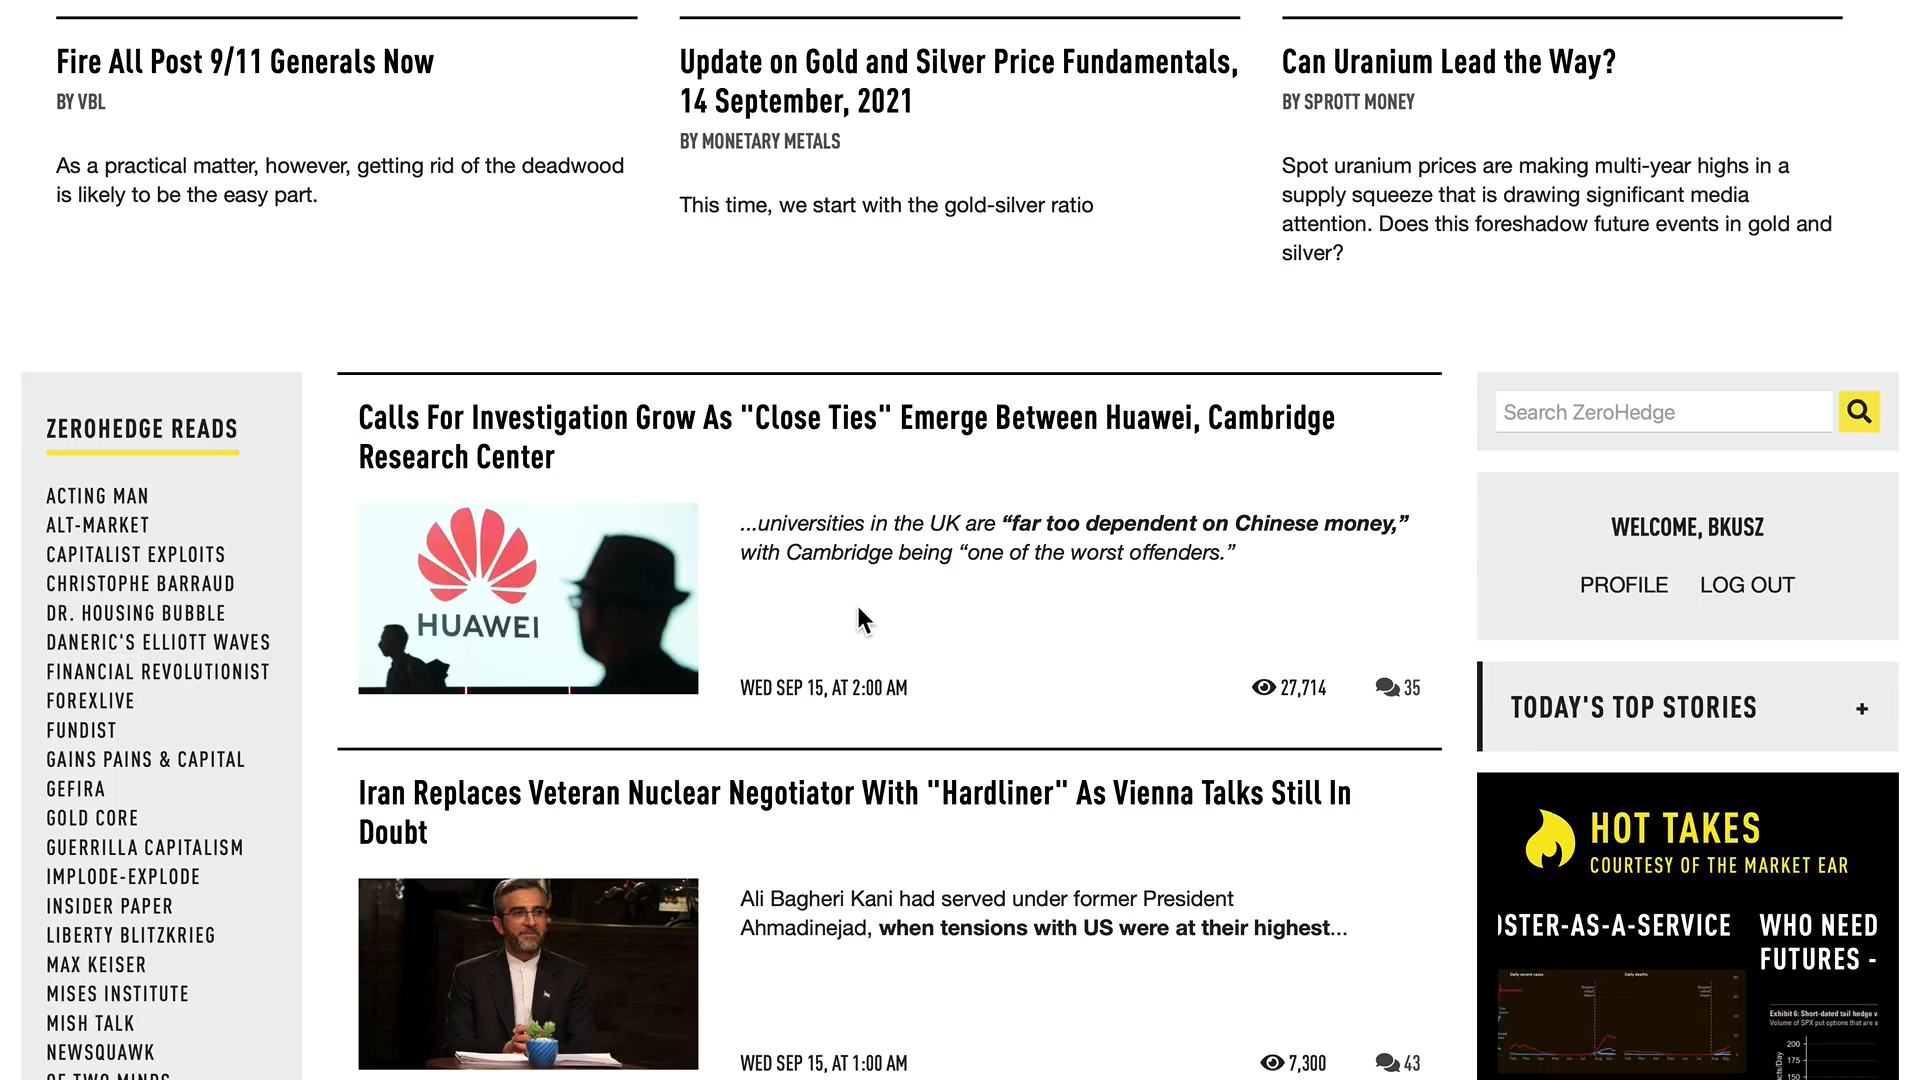 Fire All Post 9/11 Generals Now
BY VBL
As a practical matter, however, getting rid of the deadwood
is likely to be the easy part.
Update on Gold and Silver Price Fundamentals,
14 September, 2021
BY MONETARY METALS
This time, we start with the gold-silver ratio
Can Uranium Lead the Way?
BY SPROTT MONEY
Spot uranium prices are making multi-year highs in a
supply squeeze that is drawing significant media
attention. Does this foreshadow future events in gold and
silver?
ZEROHEDGE READS
ACTING MAN
ALT-MARKET
CAPITALIST EXPLOITS
CHRISTOPHE BARRAUD
DR. HOUSING BUBBLE
DANERIC'S ELLIOTT WAVES
FINANCIAL REVOLUTIONIST
FOREXLIVE
FUNDIST
GAINS PAINS & CAPITAL
GEFIRA
GOLD CORE
GUERRILLA CAPITALISM
IMPLODE-EXPLODE
INSIDER PAPER
LIBERTY BLITZKRIEG
MAX KEISER
MISES INSTITUTE
MISH TALK
NEWSQUAWK
OF TWO MINDS
Calls For Investigation Grow As "Close Ties" Emerge Between Huawei, Cambridge
Research Center
HUAWEI
...universities in the UK are “far too dependent on Chinese money,”
with Cambridge being “one of the worst offenders.”
WED SEP 15, AT 2:00 AM
27,714
35
Iran Replaces Veteran Nuclear Negotiator With "Hardliner" As Vienna Talks Still In
Doubt
Ali Bagheri Kani had served under former President
Ahmadinejad, when tensions with US were at their highest...
WED SEP 15, AT 1:00 AM
7,300
43
Search ZeroHedge
WELCOME, BKUSZ
PROFILE LOG OUT
TODAY'S TOP STORIES +
HOT TAKES
COURTESY OF THE MARKET EAR
OSTER-AS-A-SERVICE
Daily severe cases
Daily deaths
WHO NEED
FUTURES -
Exhibit 6: Short-dated tail hedge v
Volume of SPX put options that are a
200
175
150